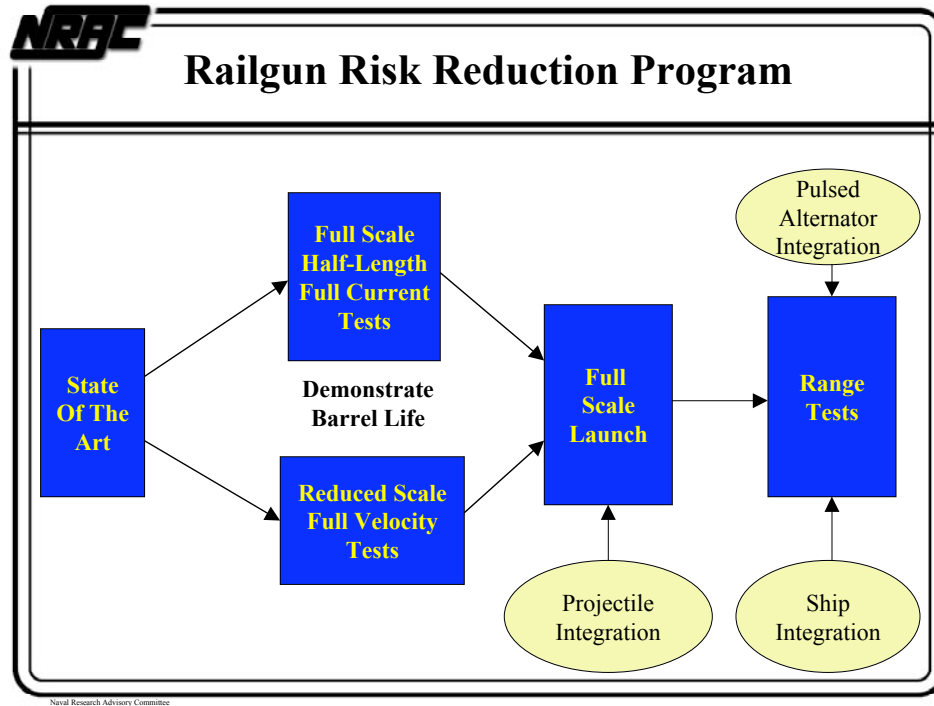 NRAC
Railgun Risk Reduction Program
Pulsed
Alternator
Integration
Full Scale
Half-Length
Full Current
Tests
State
Of The
Art
Demonstrate
Barrel Life
Full
Scale
Launch
Range
Tests
Reduced Scale
Full Velocity
Tests
Projectile
Integration
Ship
Integration
Naval Research Advisory Committee